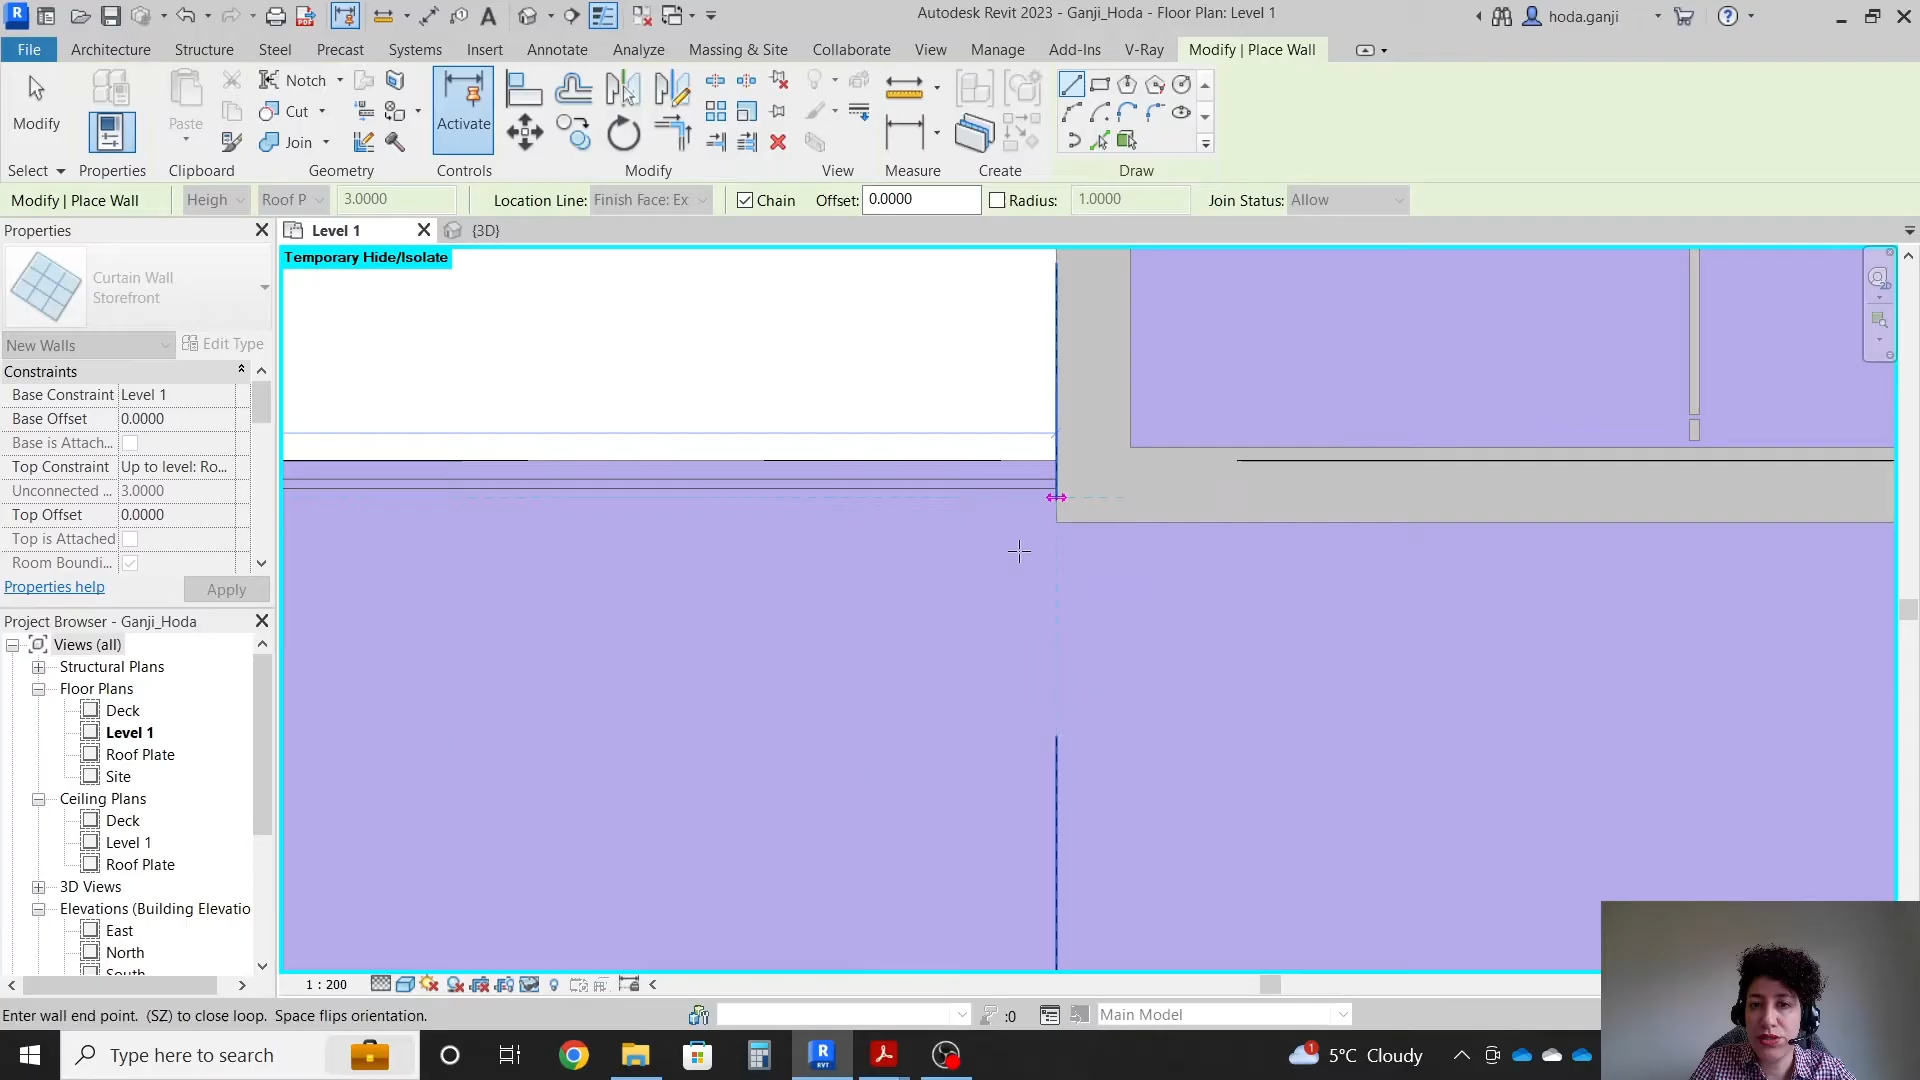 Autodesk Revit 2023 - Ganji_Hoda - Floor Plan: Level 1
hoda.ganji
File Architecture Structure Steel Precast Systems Insert Annotate Analyze Massing & Site Collaborate View Manage Add-Ins V-Ray Modify | Place Wall
Modify
Paste
Notch
Cut
Join
Activate
Select Properties Clipboard Geometry Controls Modify View Measure Create Draw
Modify | Place Wall Heigh Roof P 3.0000 Location Line: Finish Face: Ex Chain Offset: 0.0000 Radius: 1.0000 Join Status: Allow
Properties
Level 1 {3D}
Temporary Hide/Isolate
Curtain Wall
Storefront
New Walls Edit Type
Constraints
Base Constraint Level 1
Base Offset 0.0000
Base is Attach...
Top Constraint Up to level: Ro...
Unconnected ... 3.0000
Top Offset 0.0000
Top is Attached
Room Boundi...
Properties help Apply
Project Browser - Ganji_Hoda
Views (all)
Structural Plans
Floor Plans
Deck
Level 1
Roof Plate
Site
Ceiling Plans
Deck
Level 1
Roof Plate
3D Views
Elevations (Building Elevatio
East
North
South
1 : 200
Enter wall end point. (SZ) to close loop. Space flips orientation.
:0 Main Model
Type here to search
5°C Cloudy